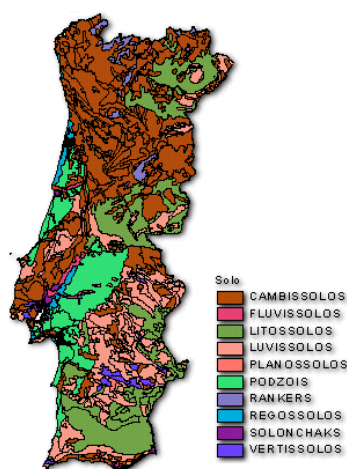 Solo
CAMBISSOLOS
FLUVISSOLOS
LITOSSOLOS
LUVISSOLOS
PLANOSSOLOS
PODZOIS
RANKERS
REGOSSOLOS
SOLONCHAKS
VERTISSOLOS